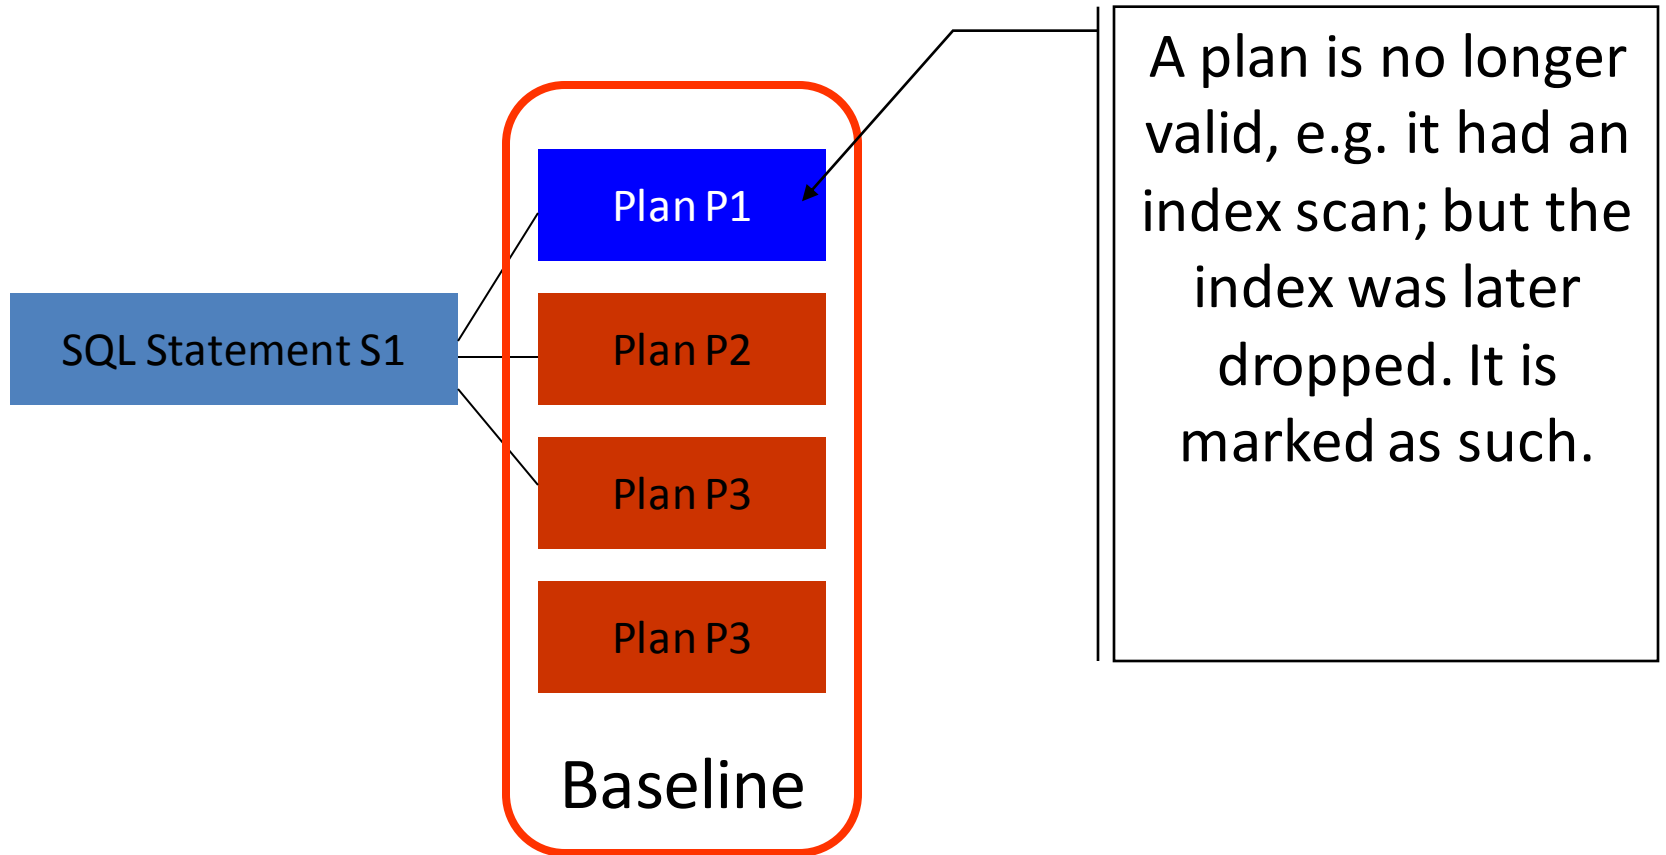 SQL Statement S1
Plan P1
Plan P2
Plan P3
Plan P3
Baseline
A plan is no longer
valid, e.g. it had an
index scan; but the
index was later
dropped. It is
marked as such.